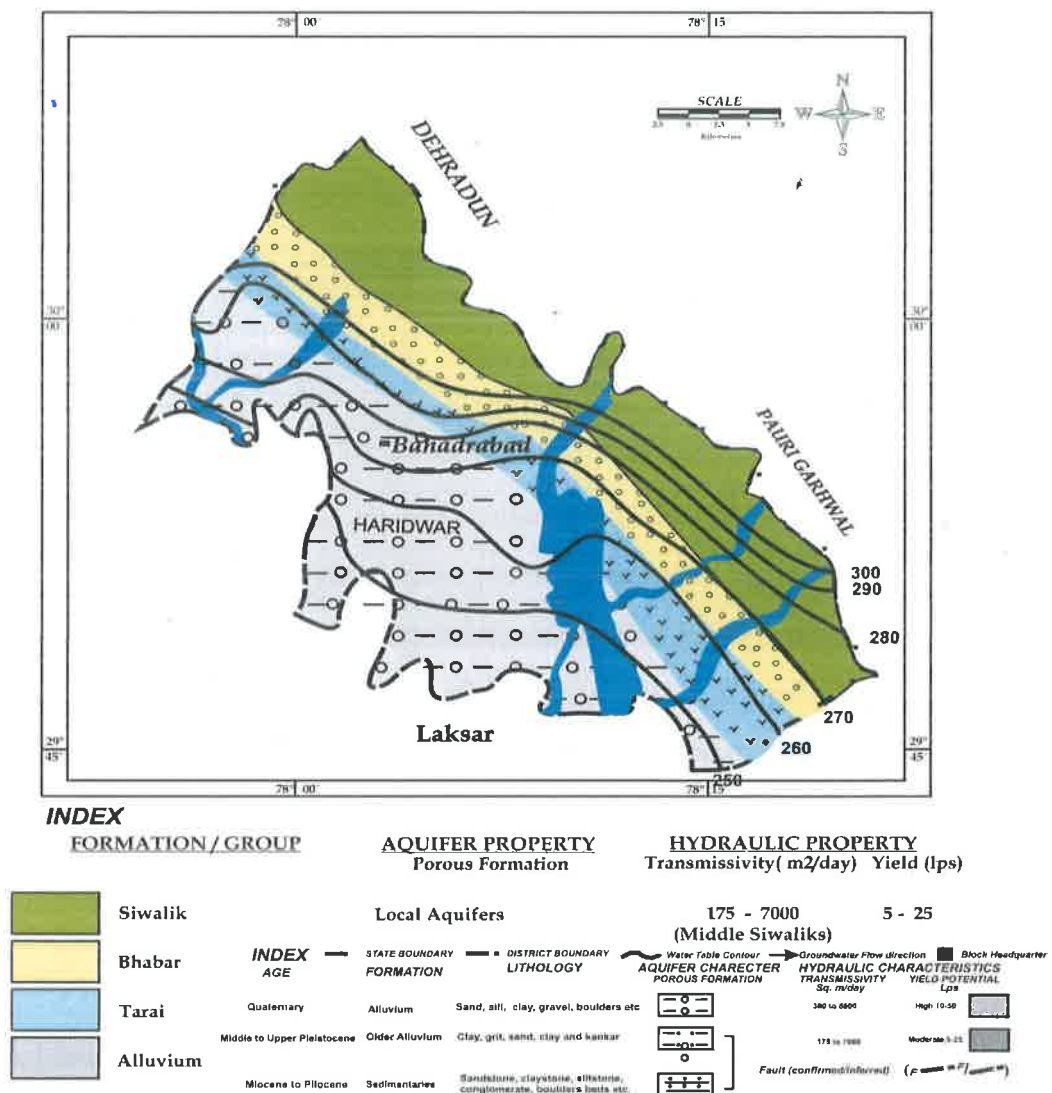 78° 00'
78° 15'
SCALE
Kilometers
N
W E
S
DEHRADUN
30°
00'
30°
00'
PAURI GARHWAL
Bahadrabad
HARIDWAR
300
290
280
270
260
250
Laksar
29°
45'
29°
45'
78° 00
78° 15
INDEX
FORMATION / GROUP AQUIFER PROPERTY HYDRAULIC PROPERTY
Porous Formation Transmissivity( m2/day) Yield (lps)
Siwalik Local Aquifers 175 - 7000 5 - 25
(Middle Siwaliks)
Bhabar
INDEX STATE BOUNDARY DISTRICT BOUNDARY Water Table Contour Groundwater Flow direction Block Headquarter
AGE FORMATION LITHOLOGY AQUIFER CHARECTER HYDRAULIC CHARACTERISTICS
POROUS FORMATION TRANSMISSIVITY YIELD POTENTIAL
Sq. m/day Lps
Tarai
Quaternary Alluvium Sand, silt, clay, gravel, boulders etc High 10-50
Middle to Upper Pleistocene Older Alluvium Clay, grit, sand, clay and kankar 175 to 7000 Moderate 5-25
Alluvium
Fault (confirmed/inferred) (F F/
Miocene to Pliocene Sedimentaries Sandstone, claystone, siltstone,
conglomerate, boulders beds etc.